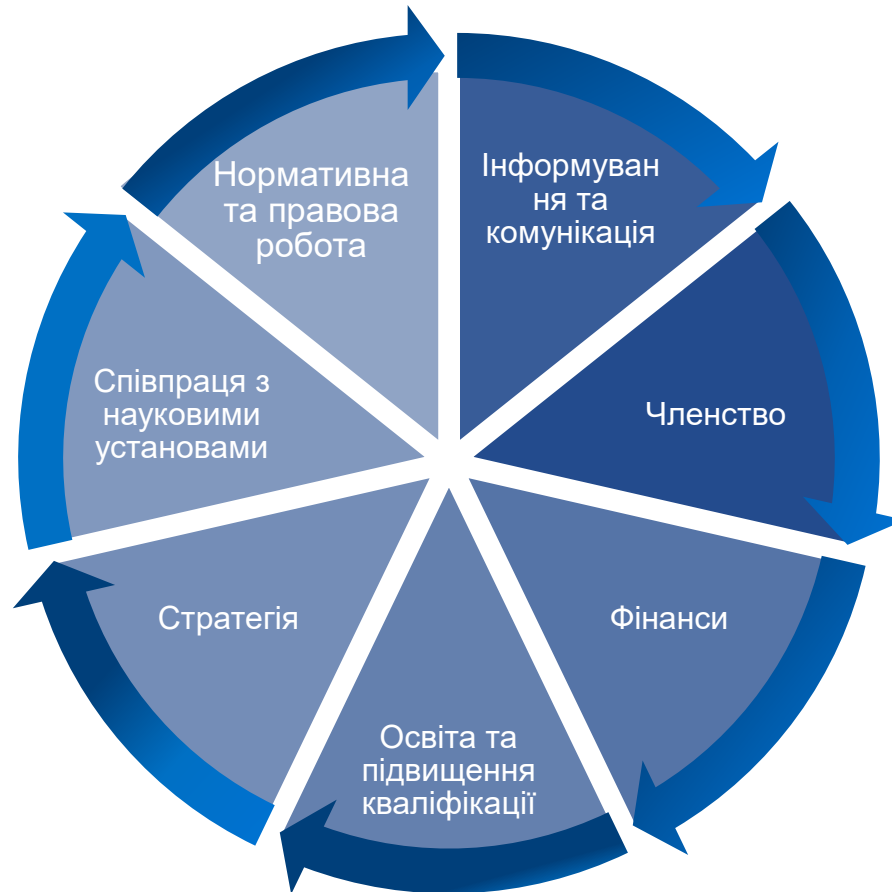 Інформуван
ня та
комунікація
Членство
Фінанси
Освіта та
підвищення
кваліфікації
Стратегія
Співпраця з
науковими
установами
Нормативна
та правова
робота